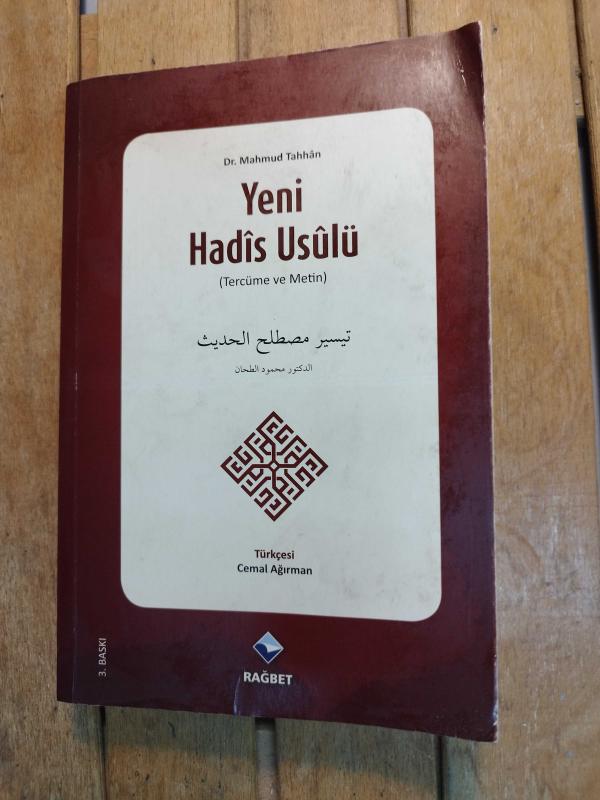 Dr. Mahmud Tahhân
Yeni
Hadîs Usûlü
(Tercüme ve Metin)
تيسير مصطلح الحديث
الدكتور محمود الطحان
Türkçesi
Cemal Ağırman
3. BASKI
RAĞBET